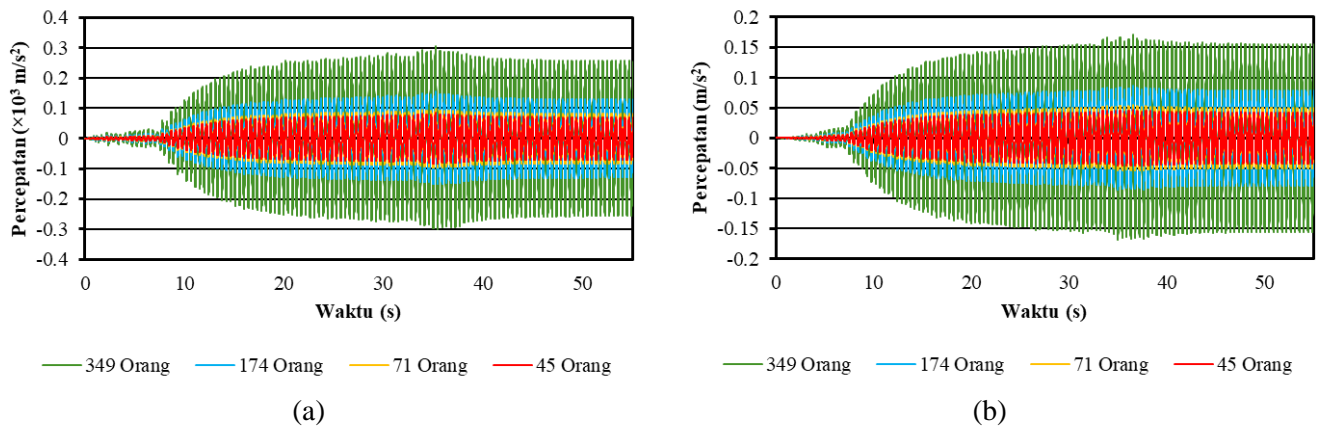 0.4
0.3
0.2
0.1
0
-0.1
-0.2
-0.3
-0.4
Percepatan (×10³ m/s²)
0 10 20 30 40 50
Waktu (s)
349 Orang 174 Orang 71 Orang 45 Orang
(a)
0.2
0.15
0.1
0.05
0
-0.05
-0.1
-0.15
-0.2
Percepatan (m/s²)
0 10 20 30 40 50
Waktu (s)
349 Orang 174 Orang 71 Orang 45 Orang
(b)